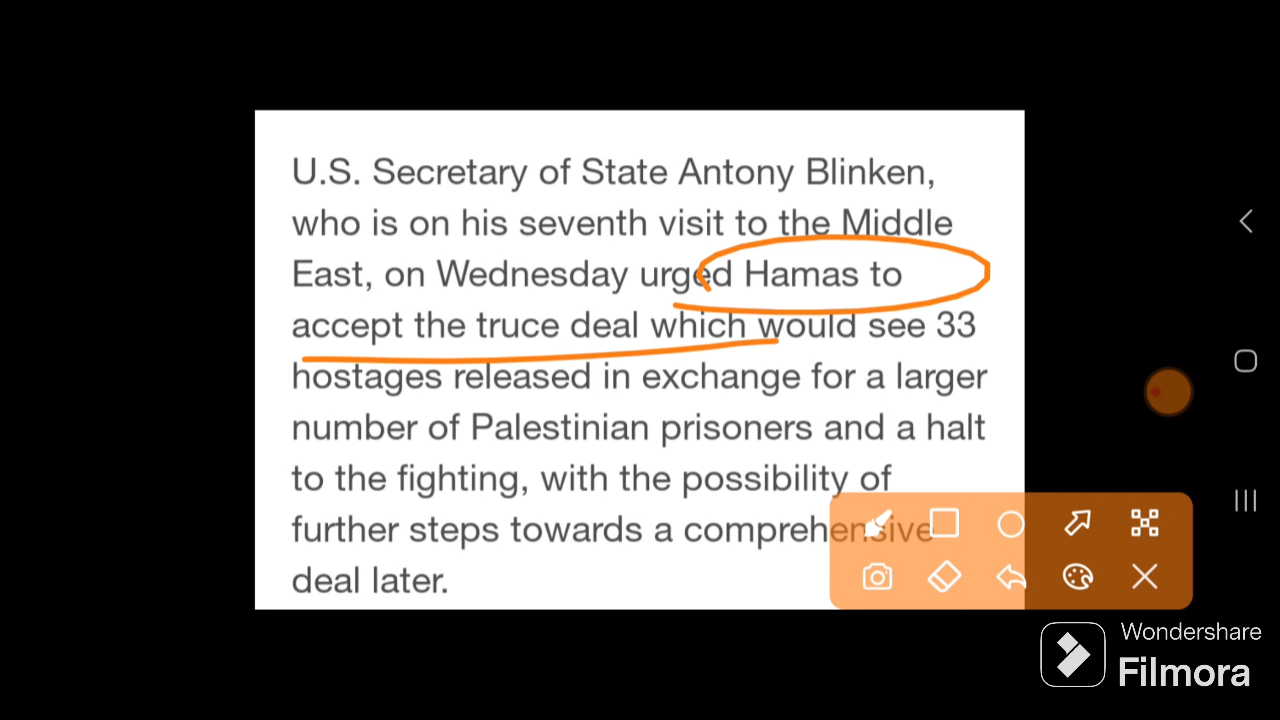 U.S. Secretary of State Antony Blinken,
who is on his seventh visit to the Middle
East, on Wednesday urged Hamas to
accept the truce deal which would see 33
hostages released in exchange for a larger
number of Palestinian prisoners and a halt
to the fighting, with the possibility of
further steps towards a comprehensive
deal later.
Wondershare
Filmora